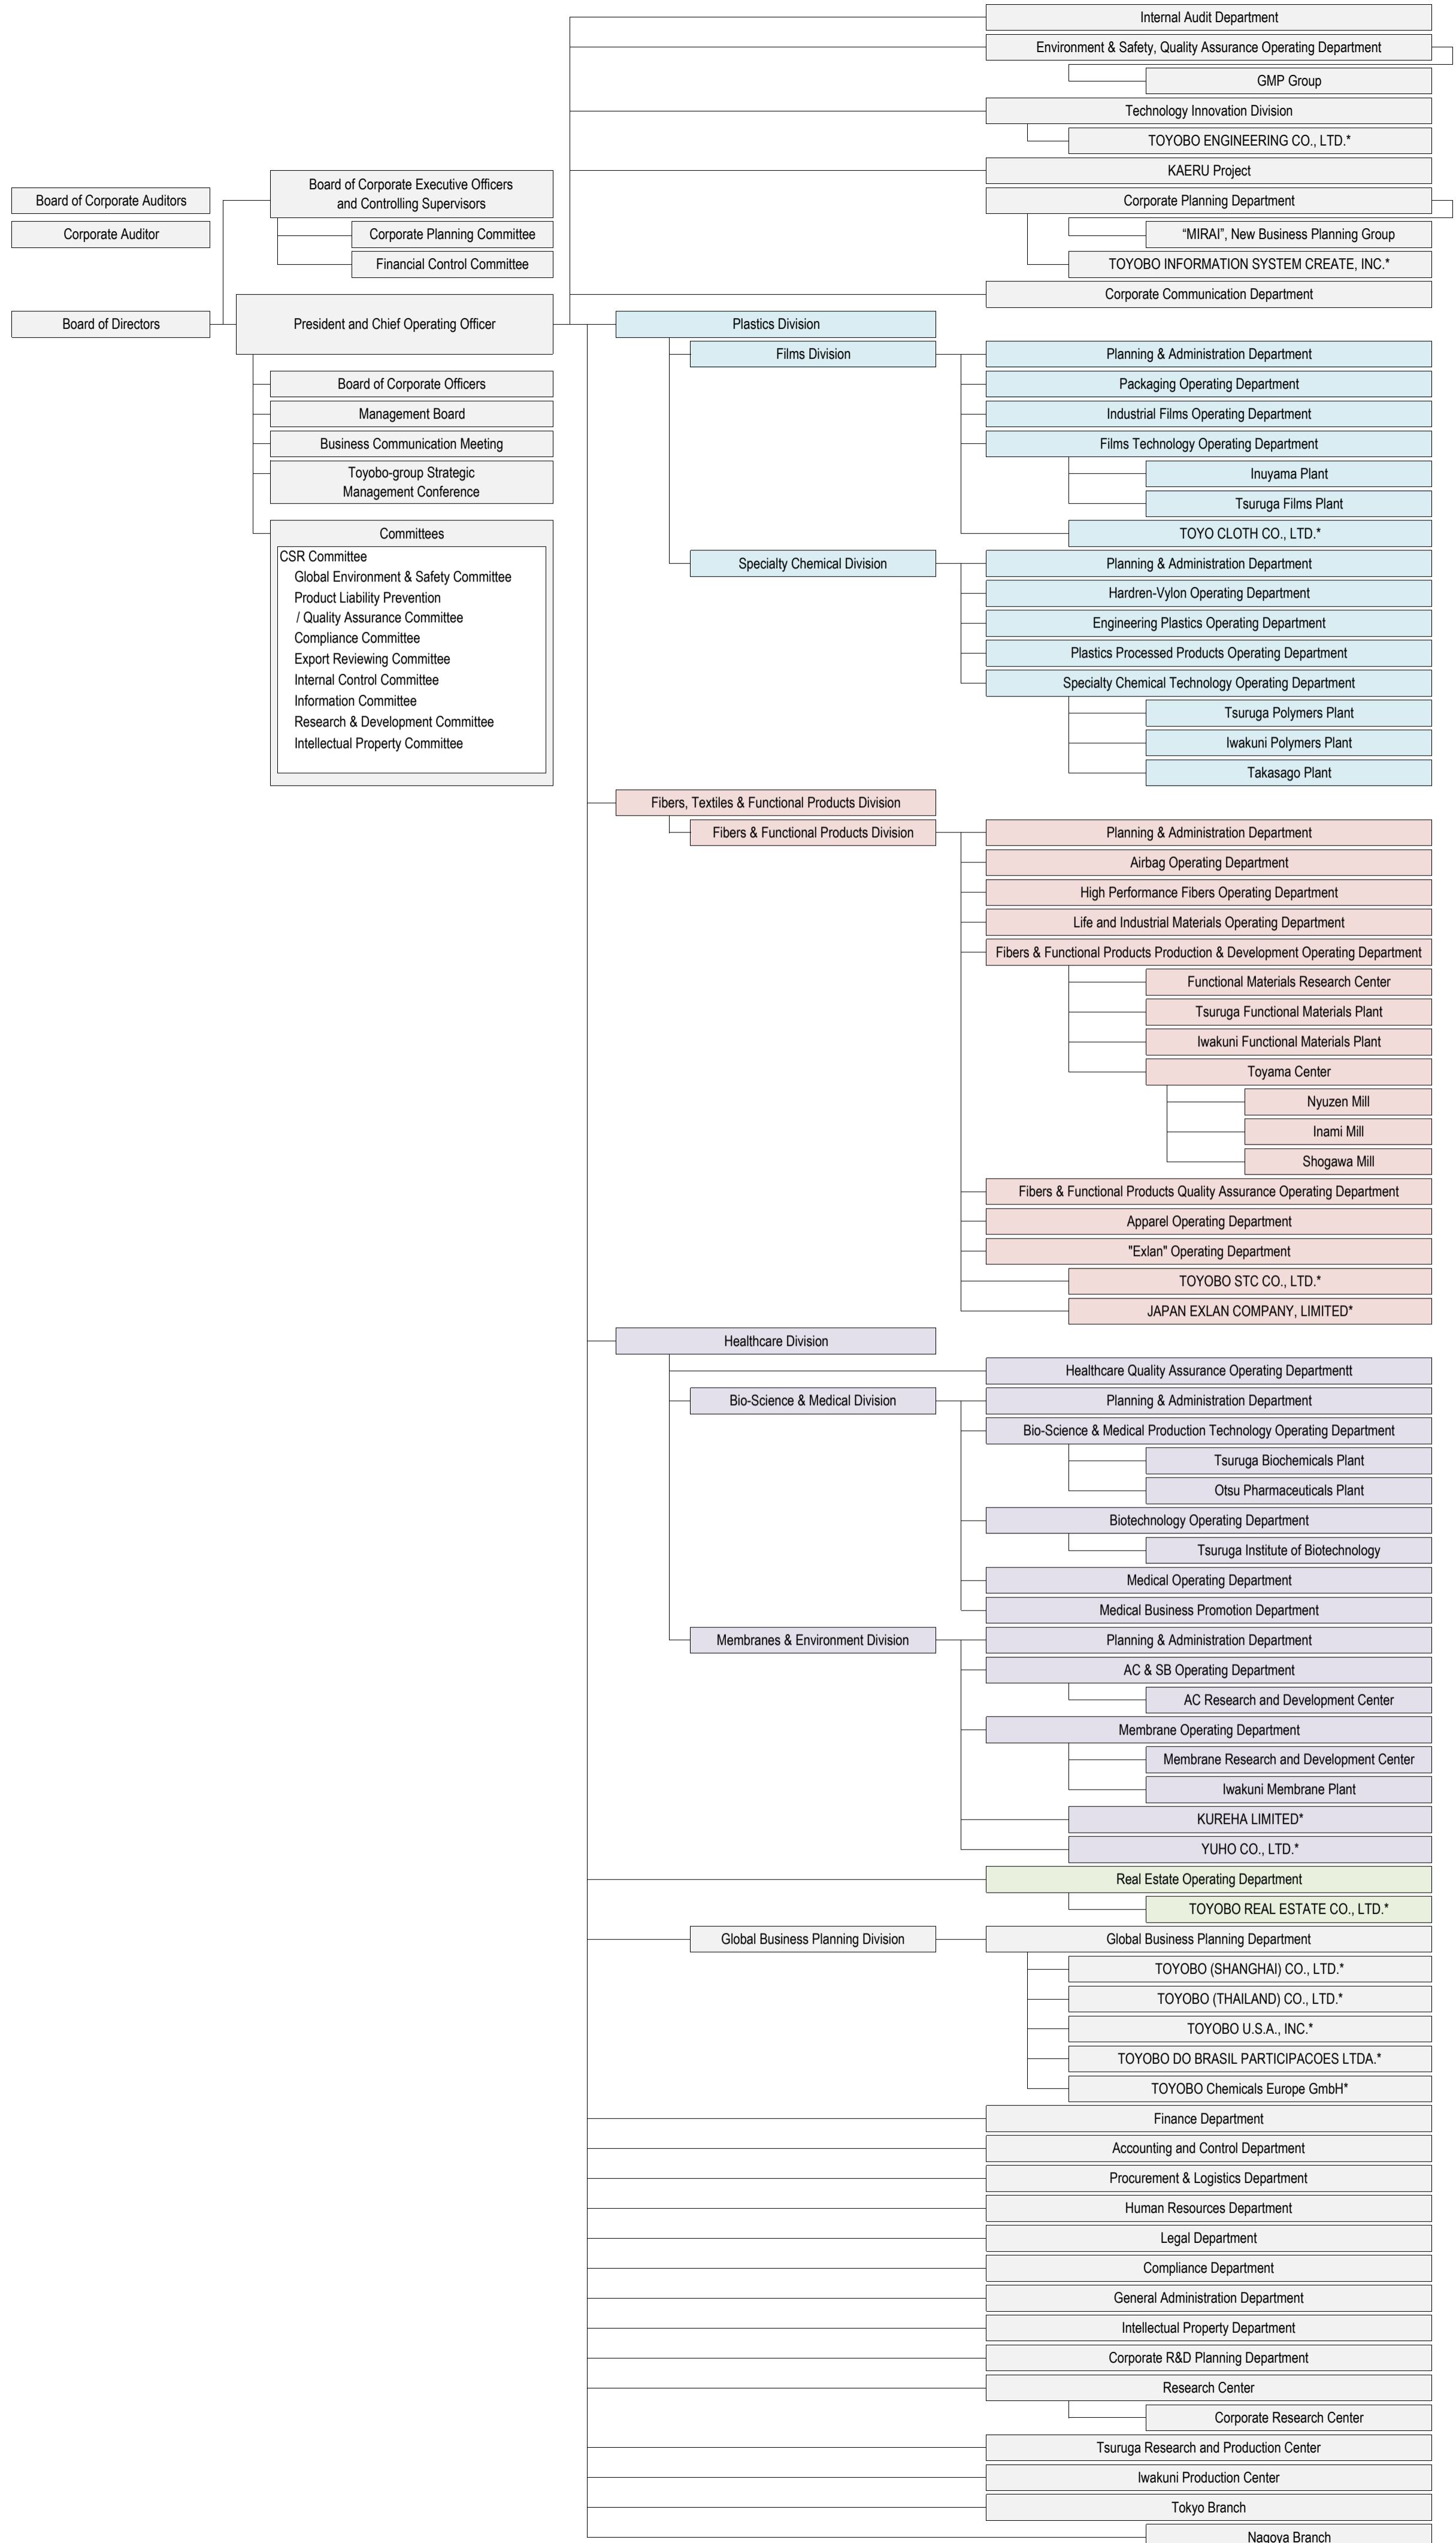 Internal Audit Department
Environment & Safety, Quality Assurance Operating Department
GMP Group
Technology Innovation Division
TOYOBO ENGINEERING CO., LTD.*
KAERU Project
Board of Corporate Auditors
Corporate Auditor
Board of Directors
Board of Corporate Executive Officers
and Controlling Supervisors
Corporate Planning Committee
Financial Control Committee
President and Chief Operating Officer
Board of Corporate Officers
Management Board
Business Communication Meeting
Toyobo-group Strategic
Management Conference
Committees
CSR Committee
Global Environment & Safety Committee
Product Liability Prevention
/ Quality Assurance Committee
Compliance Committee
Export Reviewing Committee
Internal Control Committee
Information Committee
Research & Development Committee
Intellectual Property Committee
Corporate Planning Department
“MIRAI”, New Business Planning Group
TOYOBO INFORMATION SYSTEM CREATE, INC.*
Corporate Communication Department
Plastics Division
Films Division
Planning & Administration Department
Packaging Operating Department
Industrial Films Operating Department
Films Technology Operating Department
Inuyama Plant
Tsuruga Films Plant
TOYO CLOTH CO., LTD.*
Specialty Chemical Division
Planning & Administration Department
Hardren-Vylon Operating Department
Engineering Plastics Operating Department
Plastics Processed Products Operating Department
Specialty Chemical Technology Operating Department
Tsuruga Polymers Plant
Iwakuni Polymers Plant
Takasago Plant
Fibers, Textiles & Functional Products Division
Fibers & Functional Products Division
Planning & Administration Department
Airbag Operating Department
High Performance Fibers Operating Department
Life and Industrial Materials Operating Department
Fibers & Functional Products Production & Development Operating Department
Functional Materials Research Center
Tsuruga Functional Materials Plant
Iwakuni Functional Materials Plant
Toyama Center
Nyuzen Mill
Inami Mill
Shogawa Mill
Fibers & Functional Products Quality Assurance Operating Department
Apparel Operating Department
"Exlan" Operating Department
TOYOBO STC CO., LTD.*
JAPAN EXLAN COMPANY, LIMITED*
Healthcare Division
Healthcare Quality Assurance Operating Departmentt
Bio-Science & Medical Division
Planning & Administration Department
Bio-Science & Medical Production Technology Operating Department
Tsuruga Biochemicals Plant
Otsu Pharmaceuticals Plant
Biotechnology Operating Department
Tsuruga Institute of Biotechnology
Medical Operating Department
Medical Business Promotion Department
Membranes & Environment Division
Planning & Administration Department
AC & SB Operating Department
AC Research and Development Center
Membrane Operating Department
Membrane Research and Development Center
Iwakuni Membrane Plant
KUREHA LIMITED*
YUHO CO., LTD.*
Real Estate Operating Department
TOYOBO REAL ESTATE CO., LTD.*
Global Business Planning Division
Global Business Planning Department
TOYOBO (SHANGHAI) CO., LTD.*
TOYOBO (THAILAND) CO., LTD.*
TOYOBO U.S.A., INC.*
TOYOBO DO BRASIL PARTICIPACOES LTDA.*
TOYOBO Chemicals Europe GmbH*
Finance Department
Accounting and Control Department
Procurement & Logistics Department
Human Resources Department
Legal Department
Compliance Department
General Administration Department
Intellectual Property Department
Corporate R&D Planning Department
Research Center
Corporate Research Center
Tsuruga Research and Production Center
Iwakuni Production Center
Tokyo Branch
Nagoya Branch